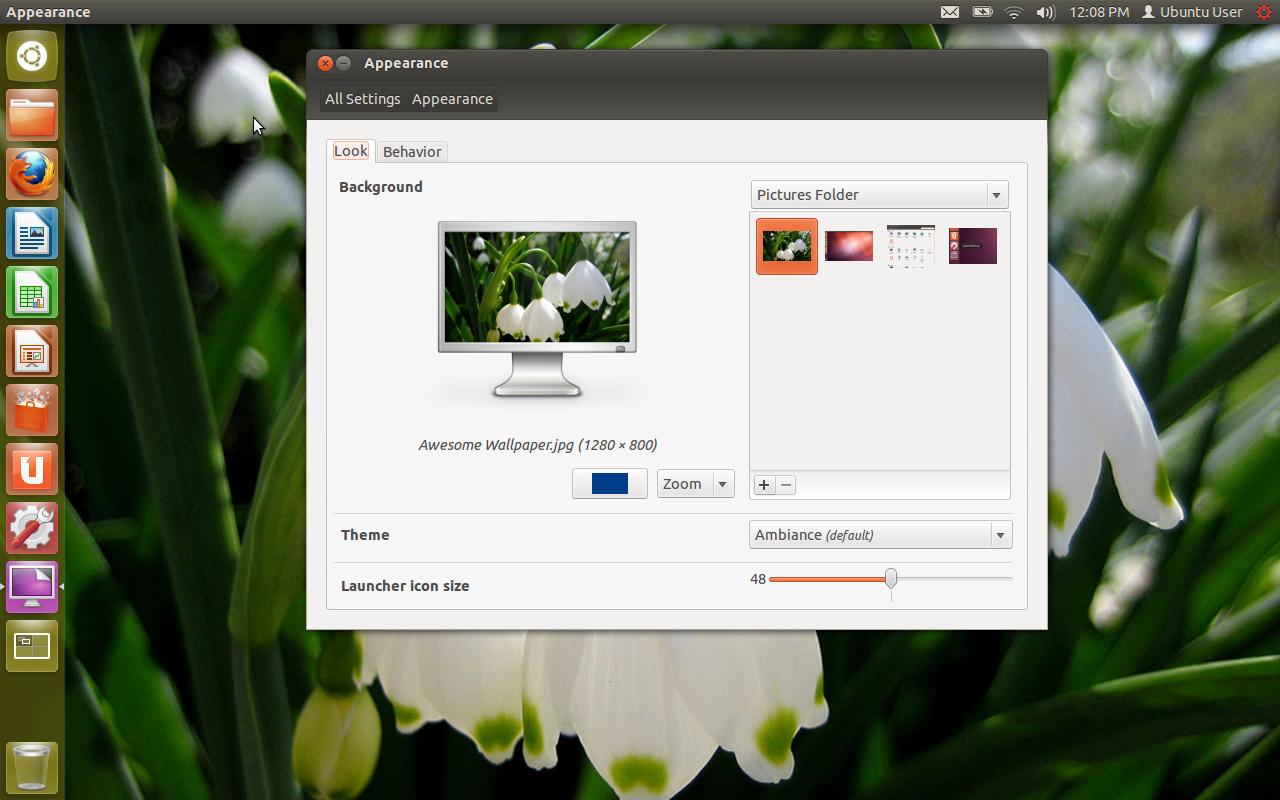 Appearance
12:08 PM Ubuntu User
Appearance
All Settings Appearance
Look Behavior
Background
Pictures Folder
Awesome Wallpaper.jpg (1280 × 800)
Zoom
Theme
Ambiance (default)
Launcher icon size
48